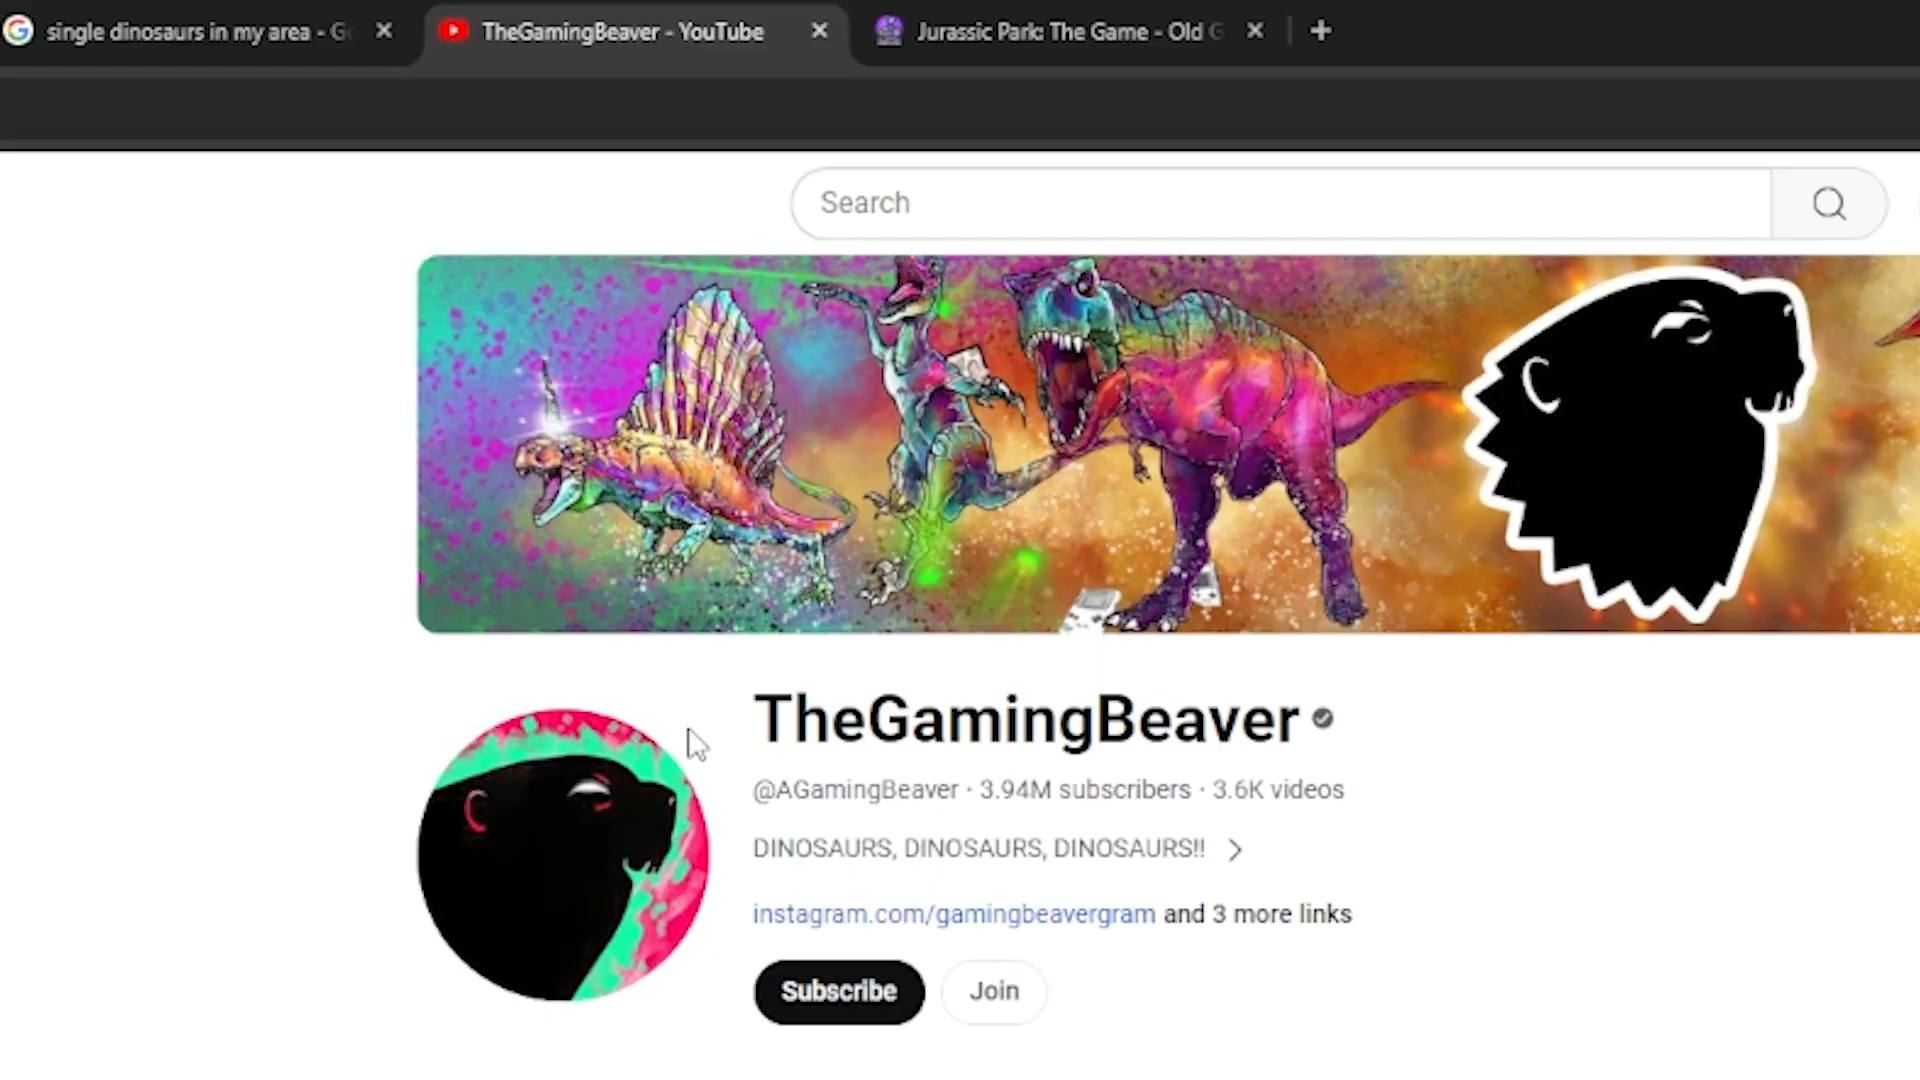 single dinosaurs in my area - Go
TheGamingBeaver - YouTube
Jurassic Park: The Game - Old G
Search
TheGamingBeaver
@AGamingBeaver · 3.94M subscribers · 3.6K videos
DINOSAURS, DINOSAURS, DINOSAURS!!
instagram.com/gamingbeavergram and 3 more links
Subscribe
Join